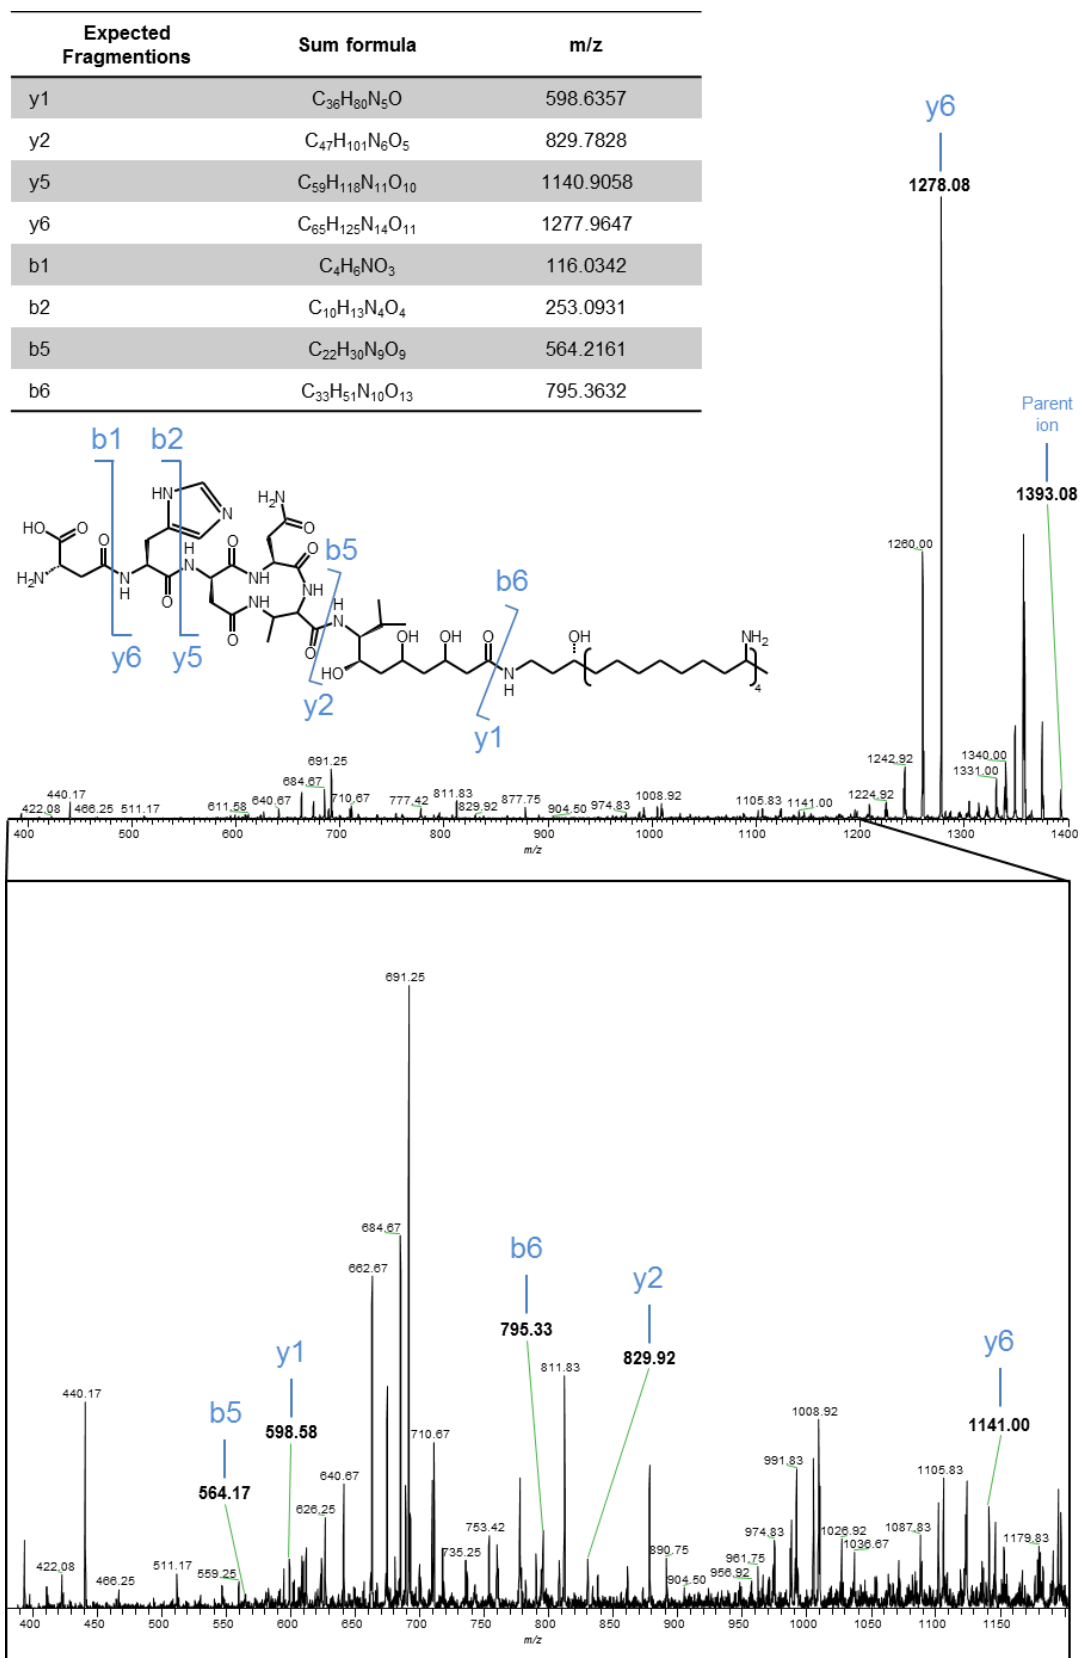 Expected Fragmentions Sum formula m/z
y1 C36H80N5O 598.6357
y2 C47H101N6O5 829.7828
y5 C59H118N11O10 1140.9058
y6 C65H125N14O11 1277.9647
b1 C4H6NO3 116.0342
b2 C10H13N4O4 253.0931
b5 C22H30N9O9 564.2161
b6 C33H51N10O13 795.3632
y6
1278.08
Parent
ion
1393.08
b1 b2
HN
N
H2N
O
HO O
H2N
O
N
H
O
H
N
O
NH
O
NH
O
O
NH
b5
H
N
O
HO
OH OH
O
b6
N
H
OH
NH2
4
y6 y5
y2
y1
1260.00
1242.92
1224.92
1340.00
1331.00
440.17
422.08 466.25 511.17 611.58 640.67 684.67 691.25 710.67 777.42 811.83 829.92 877.75 904.50 974.83 1008.92 1105.83 1141.00
400 500 600 700 800 900 1000 1100 1200 1300 1400
m/z
691.25
684.67
662.67
b6
795.33
y2
829.92
811.83
y1
598.58
b5
564.17
y6
1141.00
440.17
422.08
466.25
511.17
559.25
626.25
640.67
710.67
735.25
753.42
890.75
904.50
956.92
961.75
974.83
991.83
1008.92
1026.92
1036.67
1087.83
1105.83
1179.83
400 450 500 550 600 650 700 750 800 850 900 950 1000 1050 1100 1150
m/z